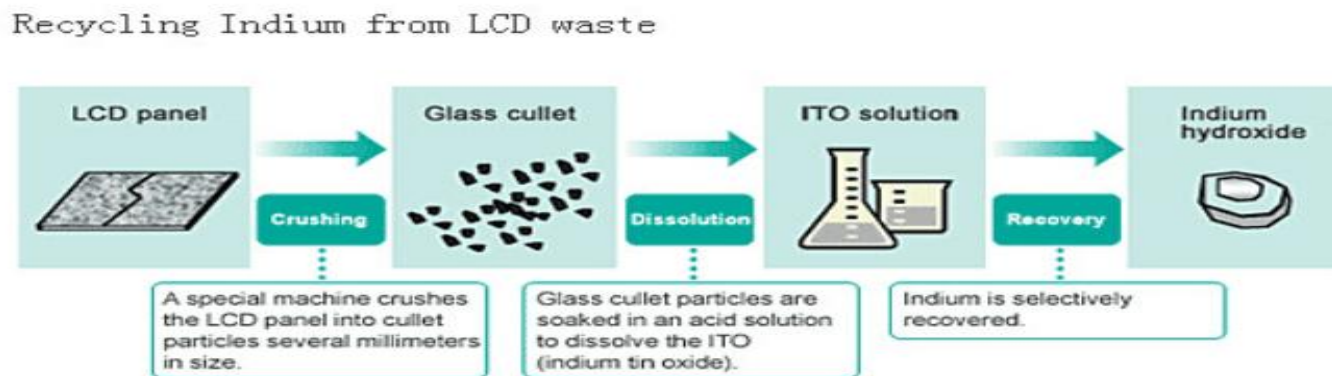 Recycling Indium from LCD waste
LCD panel
Crushing
Glass cullet
Dissolution
ITO solution
Recovery
Indium
hydroxide
A special machine crushes
the LCD panel into cullet
particles several millimeters
in size.
Glass cullet particles are
soaked in an acid solution
to dissolve the ITO
(indium tin oxide).
Indium is selectively
recovered.